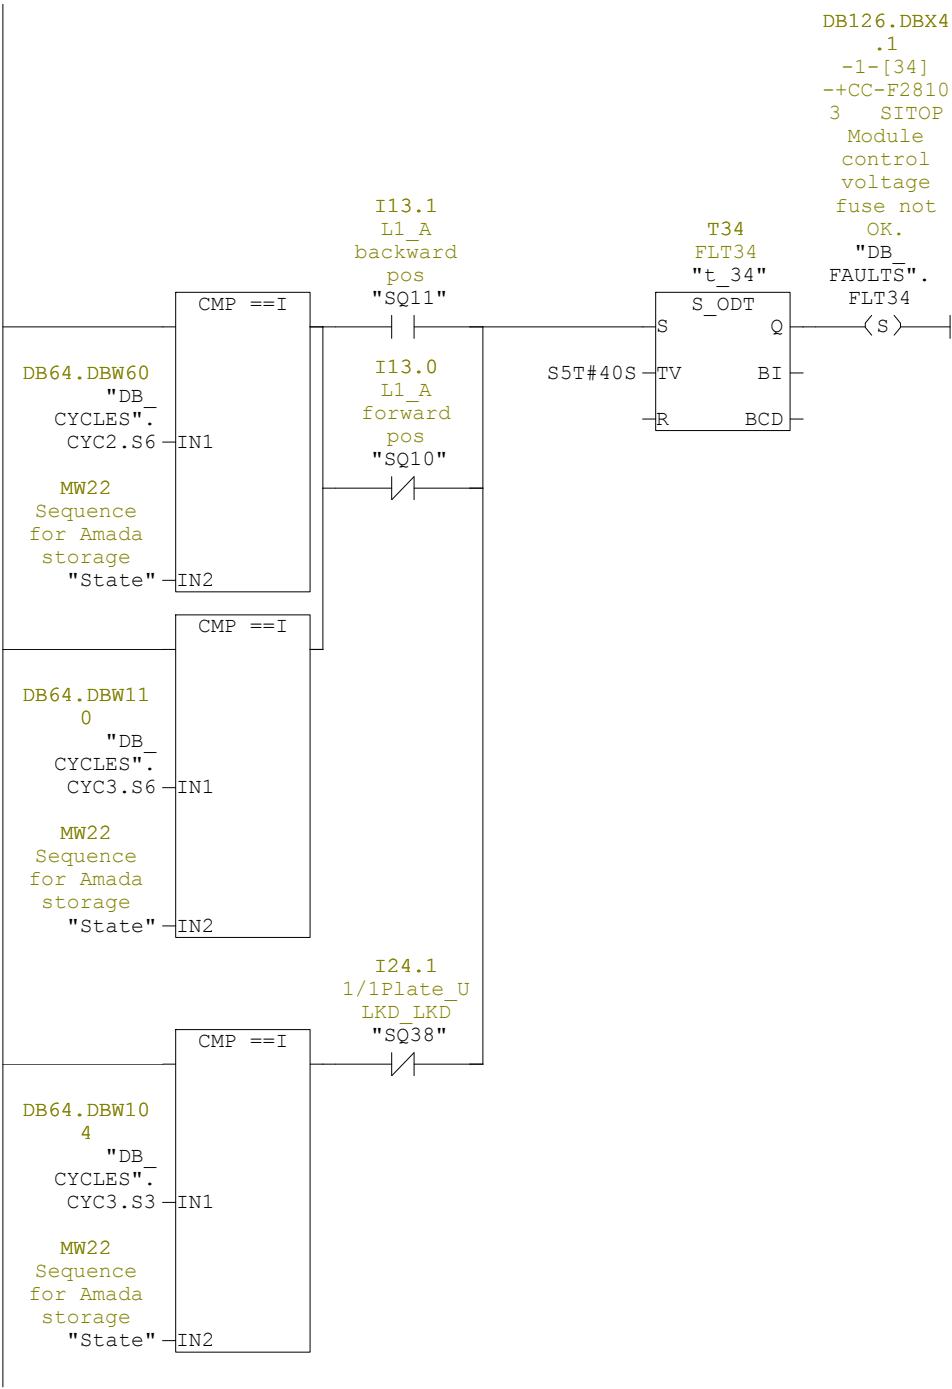 DB126.DBX4
.1
-1-[34]
-+CC-F2810
3 SITOP
Module
control
voltage
fuse not
OK.
"DB_
FAULTS".
FLT34
(S)
I13.1
L1_A
backward
pos
"SQ11"
T34
FLT34
"t_34"
S_ODT
S
Q
S5T#40S
TV
BI
R
BCD
CMP ==I
DB64.DBW60
"DB_
CYCLES".
CYC2.S6
IN1
MW22
Sequence
for Amada
storage
"State"
IN2
I13.0
L1_A
forward
pos
"SQ10"
CMP ==I
DB64.DBW11
0
"DB_
CYCLES".
CYC3.S6
IN1
MW22
Sequence
for Amada
storage
"State"
IN2
I24.1
1/1Plate_U
LKD_LKD
"SQ38"
CMP ==I
DB64.DBW10
4
"DB_
CYCLES".
CYC3.S3
IN1
MW22
Sequence
for Amada
storage
"State"
IN2